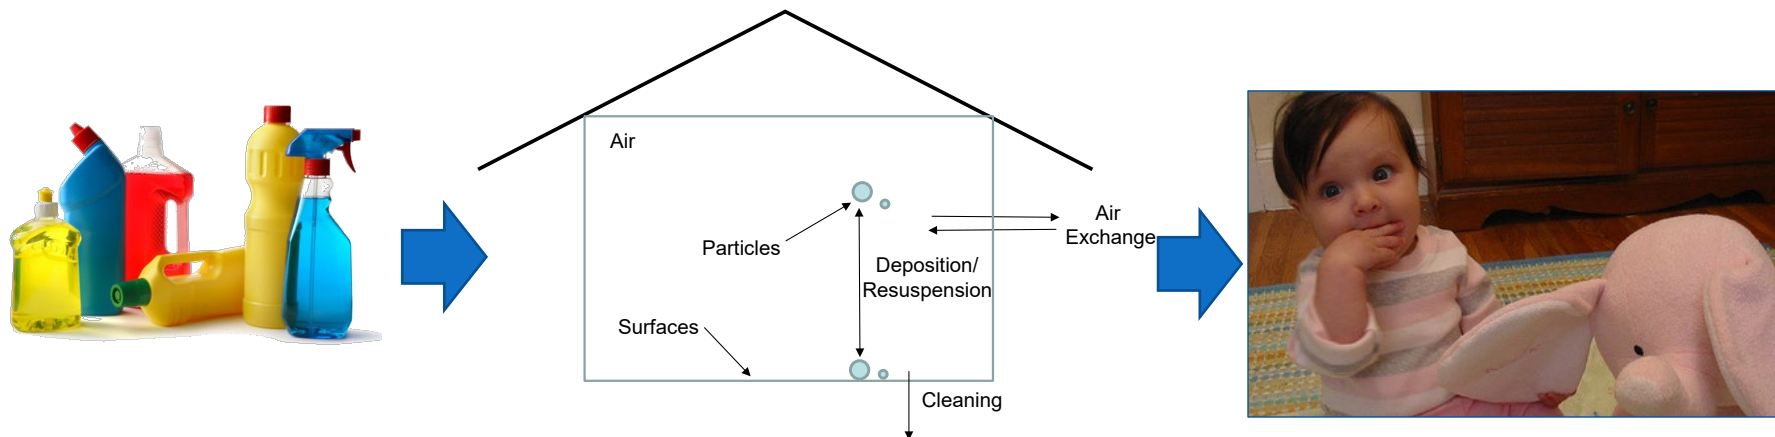 Air
Particles
Air
Exchange
Deposition/
Resuspension
Surfaces
Cleaning